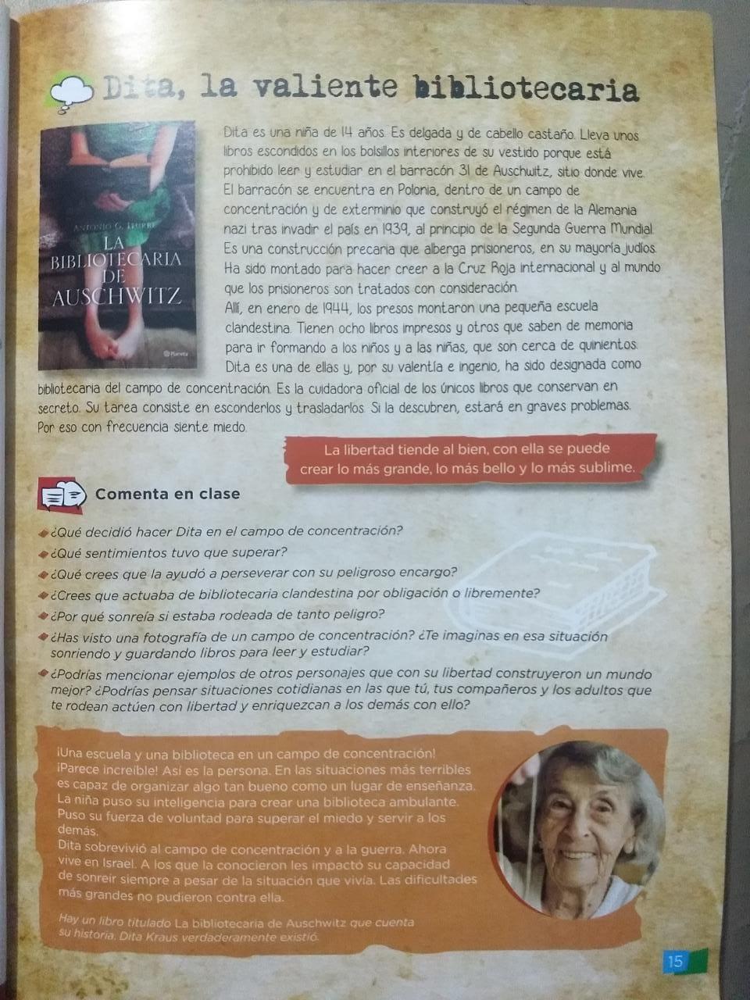 Dita, la valiente bibliotecaria
Dita es una niña de 14 años. Es delgada y de cabello castaño. Lleva unos
libros escondidos en los bolsillos interiores de su vestido porque está
prohibido leer y estudiar en el barracón 31 de Auschwitz, sitio donde vive.
El barracón se encuentra en Polonia, dentro de un campo de
concentración y de exterminio que construyó el régimen de la Alemania
nazi tras invadir el país en 1939, al principio de la Segunda Guerra Mundial.
Es una construcción precaria que alberga prisioneros, en su mayoría judíos.
Ha sido montado para hacer creer a la Cruz Roja internacional y al mundo
que los prisioneros son tratados con consideración.
Allí, en enero de 1944, los presos montaron una pequeña escuela
clandestina. Tienen ocho libros impresos y otros que saben de memoria
para ir formando a los niños y a las niñas, que son cerca de quinientos.
Dita es una de ellas y, por su valentía e ingenio, ha sido designada como
bibliotecaria del campo de concentración. Es la cuidadora oficial de los únicos libros que conservan en
secreto. Su tarea consiste en esconderlos y trasladarlos. Si la descubren, estará en graves problemas.
Por eso con frecuencia siente miedo.
ANTONIO G. ITURBE
LA
BIBLIOTECARIA
DE
AUSCHWITZ
Planeta
La libertad tiende al bien, con ella se puede
crear lo más grande, lo más bello y lo más sublime.
Comenta en clase
¿Qué decidió hacer Dita en el campo de concentración?
¿Qué sentimientos tuvo que superar?
¿Qué crees que la ayudó a perseverar con su peligroso encargo?
¿Crees que actuaba de bibliotecaria clandestina por obligación o libremente?
¿Por qué sonreía si estaba rodeada de tanto peligro?
¿Has visto una fotografía de un campo de concentración? ¿Te imaginas en esa situación
sonriendo y guardando libros para leer y estudiar?
¿Podrías mencionar ejemplos de otros personajes que con su libertad construyeron un mundo
mejor? ¿Podrías pensar situaciones cotidianas en las que tú, tus compañeros y los adultos que
te rodean actúen con libertad y enriquezcan a los demás con ello?
¡Una escuela y una biblioteca en un campo de concentración!
¡Parece increíble! Así es la persona. En las situaciones más terribles
es capaz de organizar algo tan bueno como un lugar de enseñanza.
La niña puso su inteligencia para crear una biblioteca ambulante.
Puso su fuerza de voluntad para superar el miedo y servir a los
demás.
Dita sobrevivió al campo de concentración y a la guerra. Ahora
vive en Israel. A los que la conocieron les impactó su capacidad
de sonreír siempre a pesar de la situación que vivía. Las dificultades
más grandes no pudieron contra ella.
Hay un libro titulado La bibliotecaria de Auschwitz que cuenta
su historia. Dita Kraus verdaderamente existió.
15